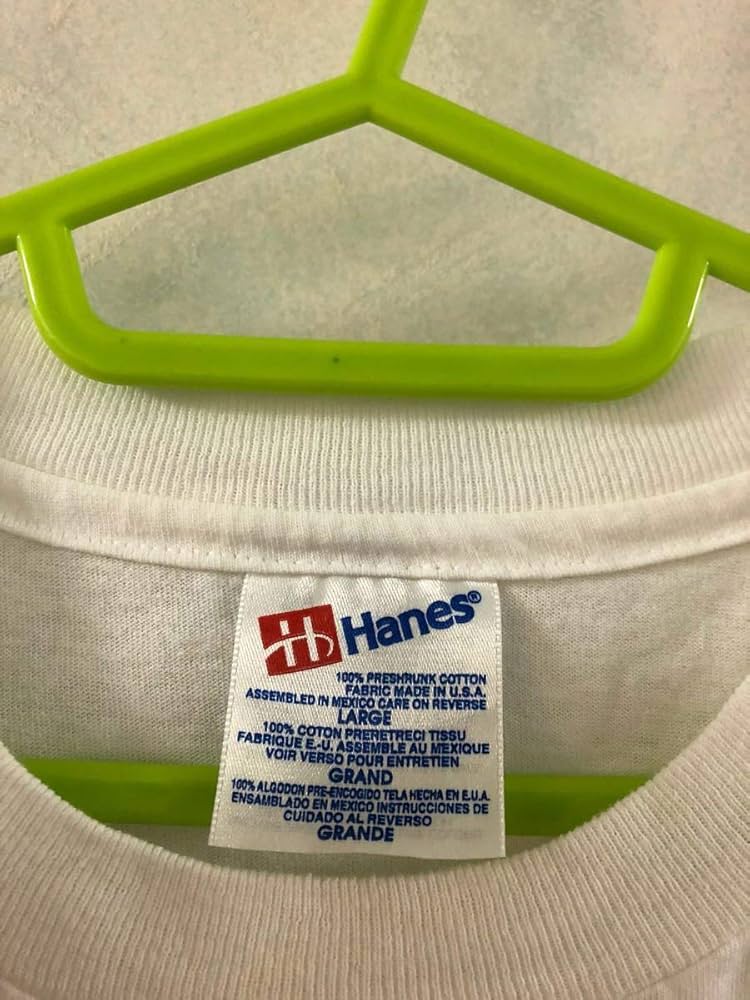 Hanes®
100% PRESHRUNK COTTON
FABRIC MADE IN U.S.A.
ASSEMBLED IN MEXICO CARE ON REVERSE
LARGE
100% COTON PRERETRECI TISSU
FABRIQUE E.-U. ASSEMBLE AU MEXIQUE
VOIR VERSO POUR ENTRETIEN
GRAND
100% ALGODON PRE-ENCOGIDO TELA HECHA EN E.U.A.
ENSAMBLADO EN MEXICO INSTRUCCIONES DE
CUIDADO AL REVERSO
GRANDE